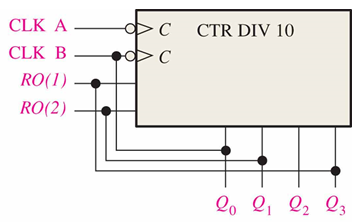 CLK A
C
CTR DIV 10
CLK B
C
RO(1)
RO(2)
Q0 Q1 Q2 Q3